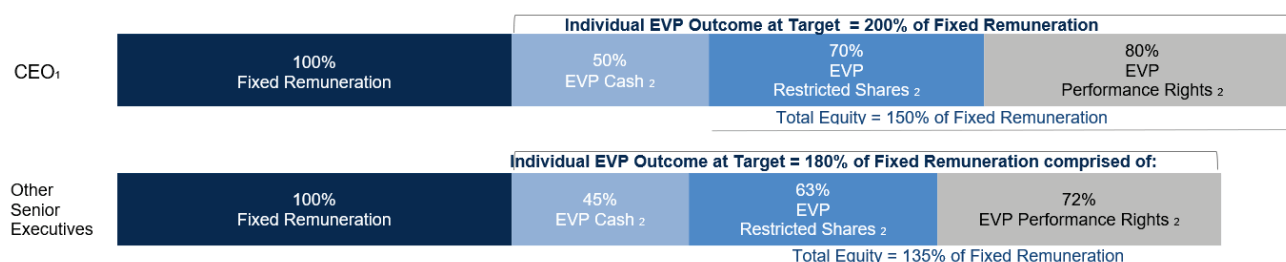 Individual EVP Outcome at Target = 200% of Fixed Remuneration
CEO₁
100%
Fixed Remuneration
50%
EVP Cash ₂
70%
EVP
Restricted Shares ₂
80%
EVP
Performance Rights ₂
Total Equity = 150% of Fixed Remuneration
Individual EVP Outcome at Target = 180% of Fixed Remuneration comprised of:
Other
Senior
Executives
100%
Fixed Remuneration
45%
EVP Cash ₂
63%
EVP
Restricted Shares ₂
72%
EVP Performance Rights ₂
Total Equity = 135% of Fixed Remuneration